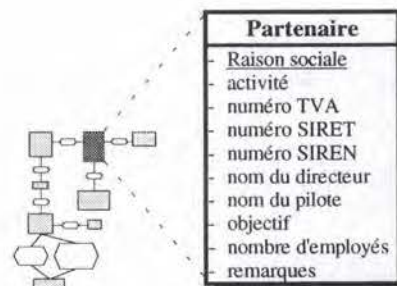 Partenaire
- Raison sociale
- activité
- numéro TVA
- numéro SIRET
- numéro SIREN
- nom du directeur
- nom du pilote
- objectif
- nombre d'employés
- remarques